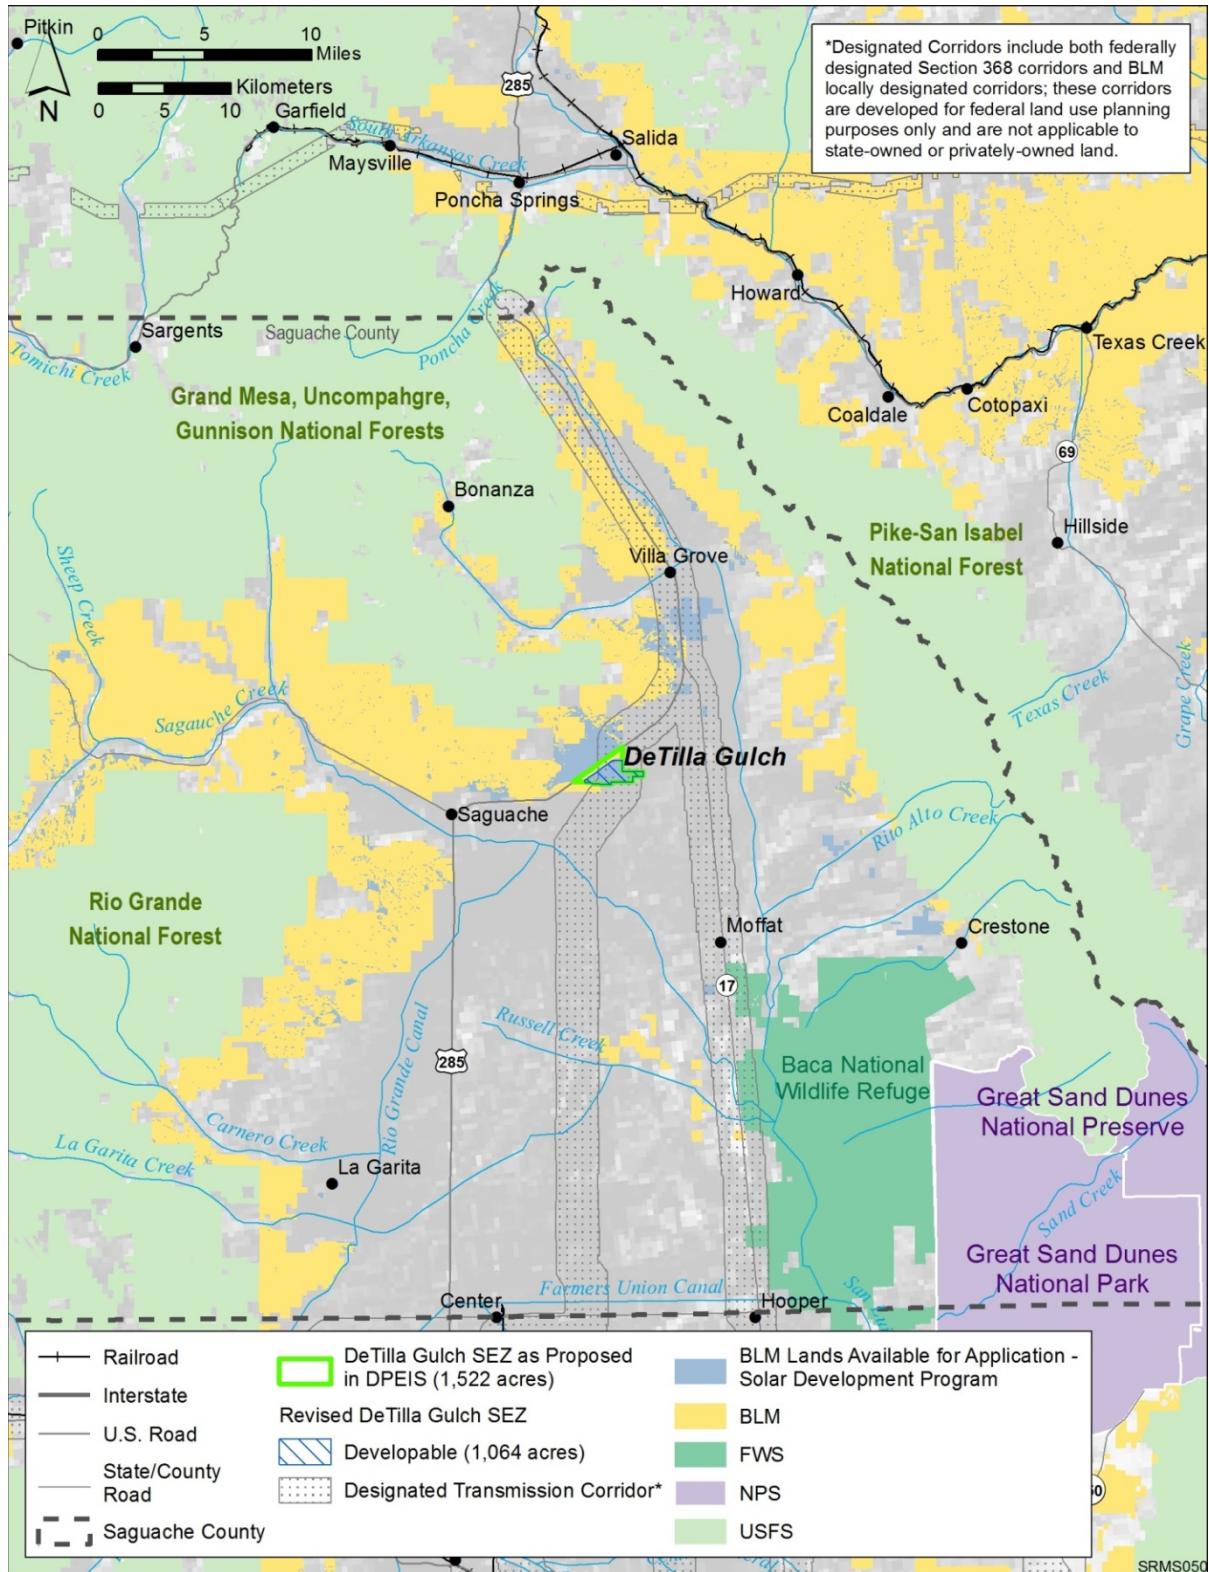 Pitkin
0 5 10
Miles
Kilometers
0 5 10
N
*Designated Corridors include both federally
designated Section 368 corridors and BLM
locally designated corridors; these corridors
are developed for federal land use planning
purposes only and are not applicable to
state-owned or privately-owned land.
285
Garfield
South Arkansas Creek
Salida
Maysville
Poncha Springs
Howard
Sargents
Saguache County
Poncha Creek
Tomichi Creek
Texas Creek
Grand Mesa, Uncompahgre,
Gunnison National Forests
Coaldale
Cotopaxi
69
Bonanza
Pike-San Isabel
National Forest
Hillside
Sheep Creek
Villa Grove
Sagauche Creek
Texas Creek
Grape Creek
DeTilla Gulch
Saguache
Rito Alto Creek
Rio Grande
National Forest
Moffat
Crestone
17
Russell Creek
Rio Grande Canal
285
Baca National
Wildlife Refuge
Great Sand Dunes
National Preserve
Carnero Creek
La Garita Creek
La Garita
Sand Creek
Great Sand Dunes
National Park
Farmers Union Canal
San Lui
Center
Hooper
Railroad
Interstate
U.S. Road
State/County
Road
Saguache County
DeTilla Gulch SEZ as Proposed
in DPEIS (1,522 acres)
Revised DeTilla Gulch SEZ
Developable (1,064 acres)
Designated Transmission Corridor*
BLM Lands Available for Application -
Solar Development Program
BLM
FWS
NPS
USFS
SRMS050